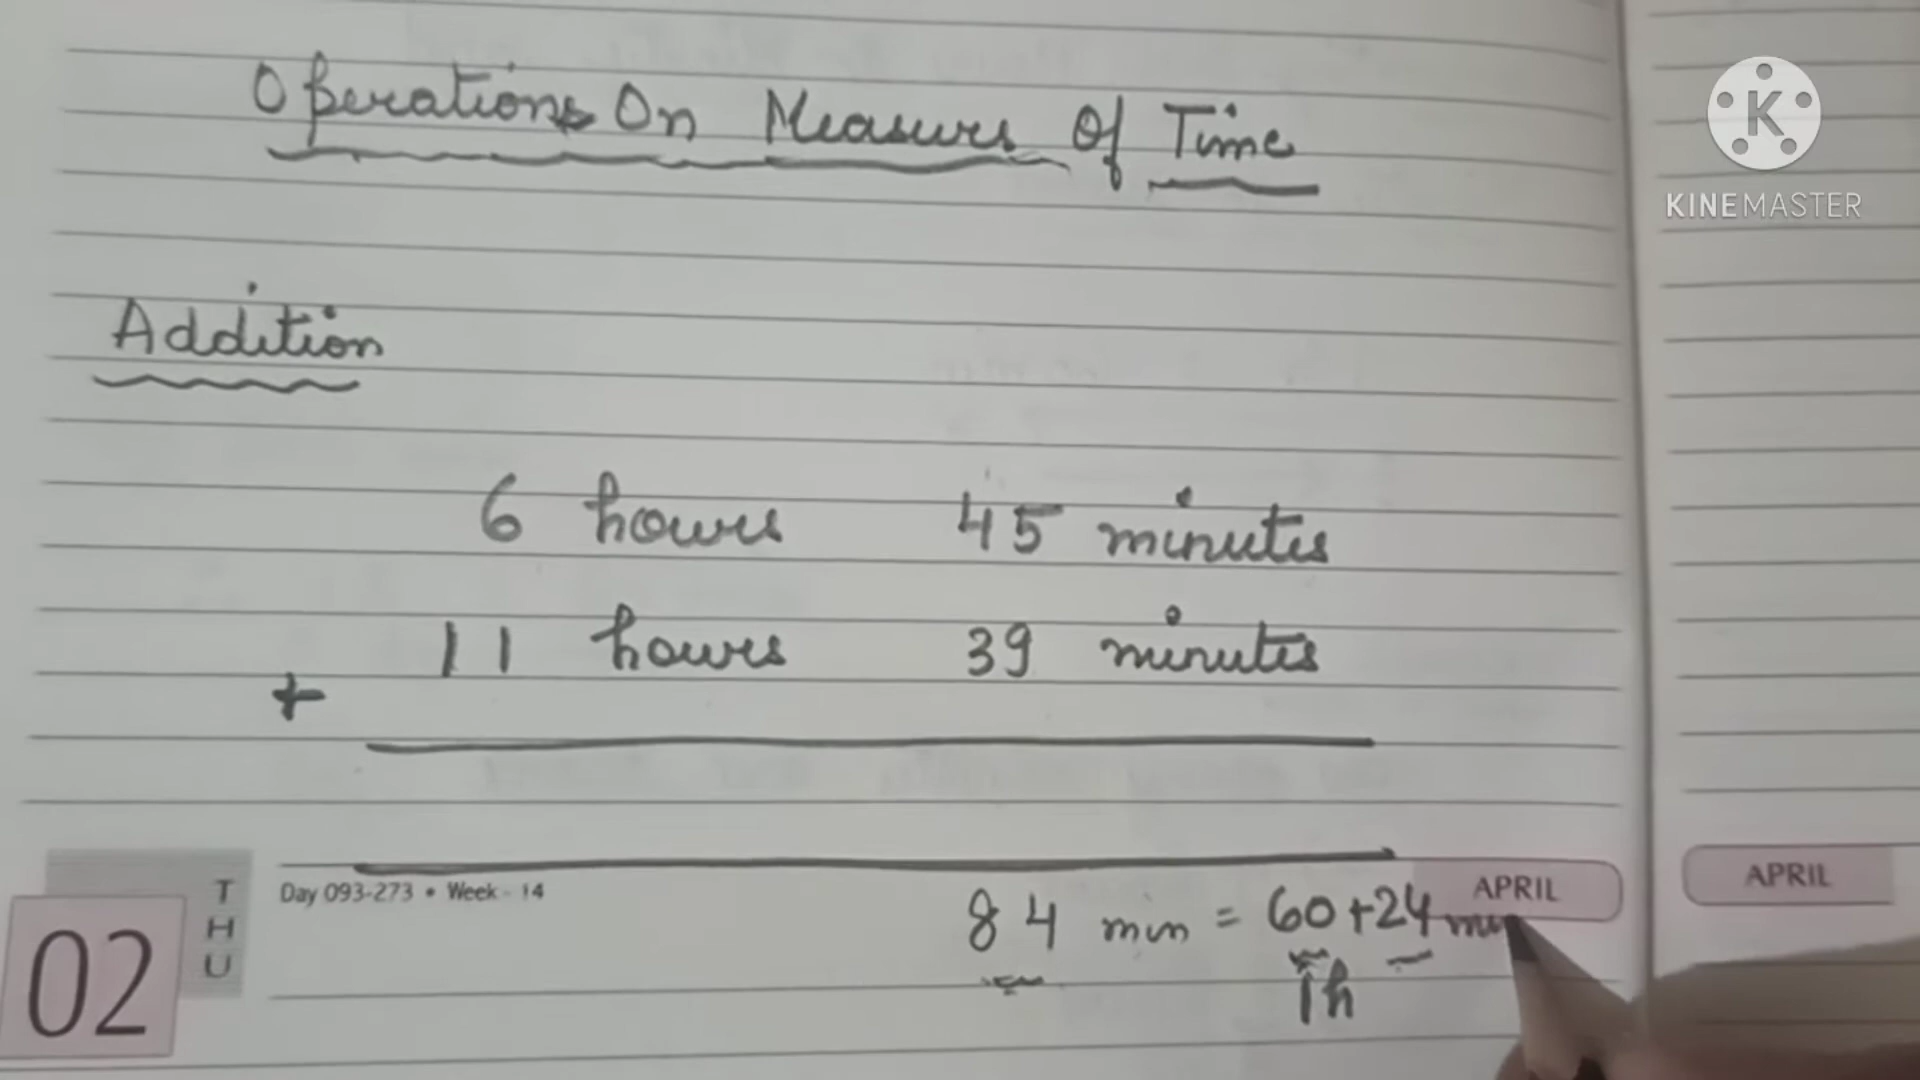 Operations On Measures Of Time
K
KINEMASTER
Addition
6 hours 45 minutes
11 hours 39 minutes
+
THU
02
Day 093-273 • Week - 14
APRIL
APRIL
84 min = 60+24
1h